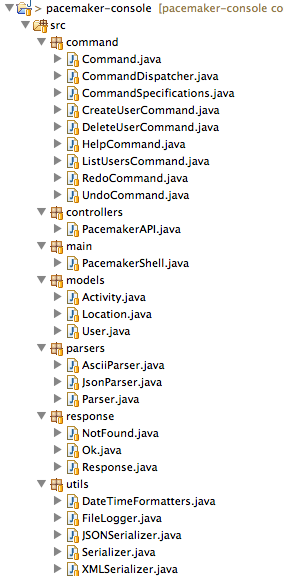 > pacemaker-console [pacemaker-console co
src
command
Command.java
CommandDispatcher.java
CommandSpecifications.java
CreateUserCommand.java
DeleteUserCommand.java
HelpCommand.java
ListUsersCommand.java
RedoCommand.java
UndoCommand.java
controllers
PacemakerAPI.java
main
PacemakerShell.java
models
Activity.java
Location.java
User.java
parsers
AsciiParser.java
JsonParser.java
Parser.java
response
NotFound.java
Ok.java
Response.java
utils
DateTimeFormatters.java
FileLogger.java
JSONSerializer.java
Serializer.java
XMLSerializer.java